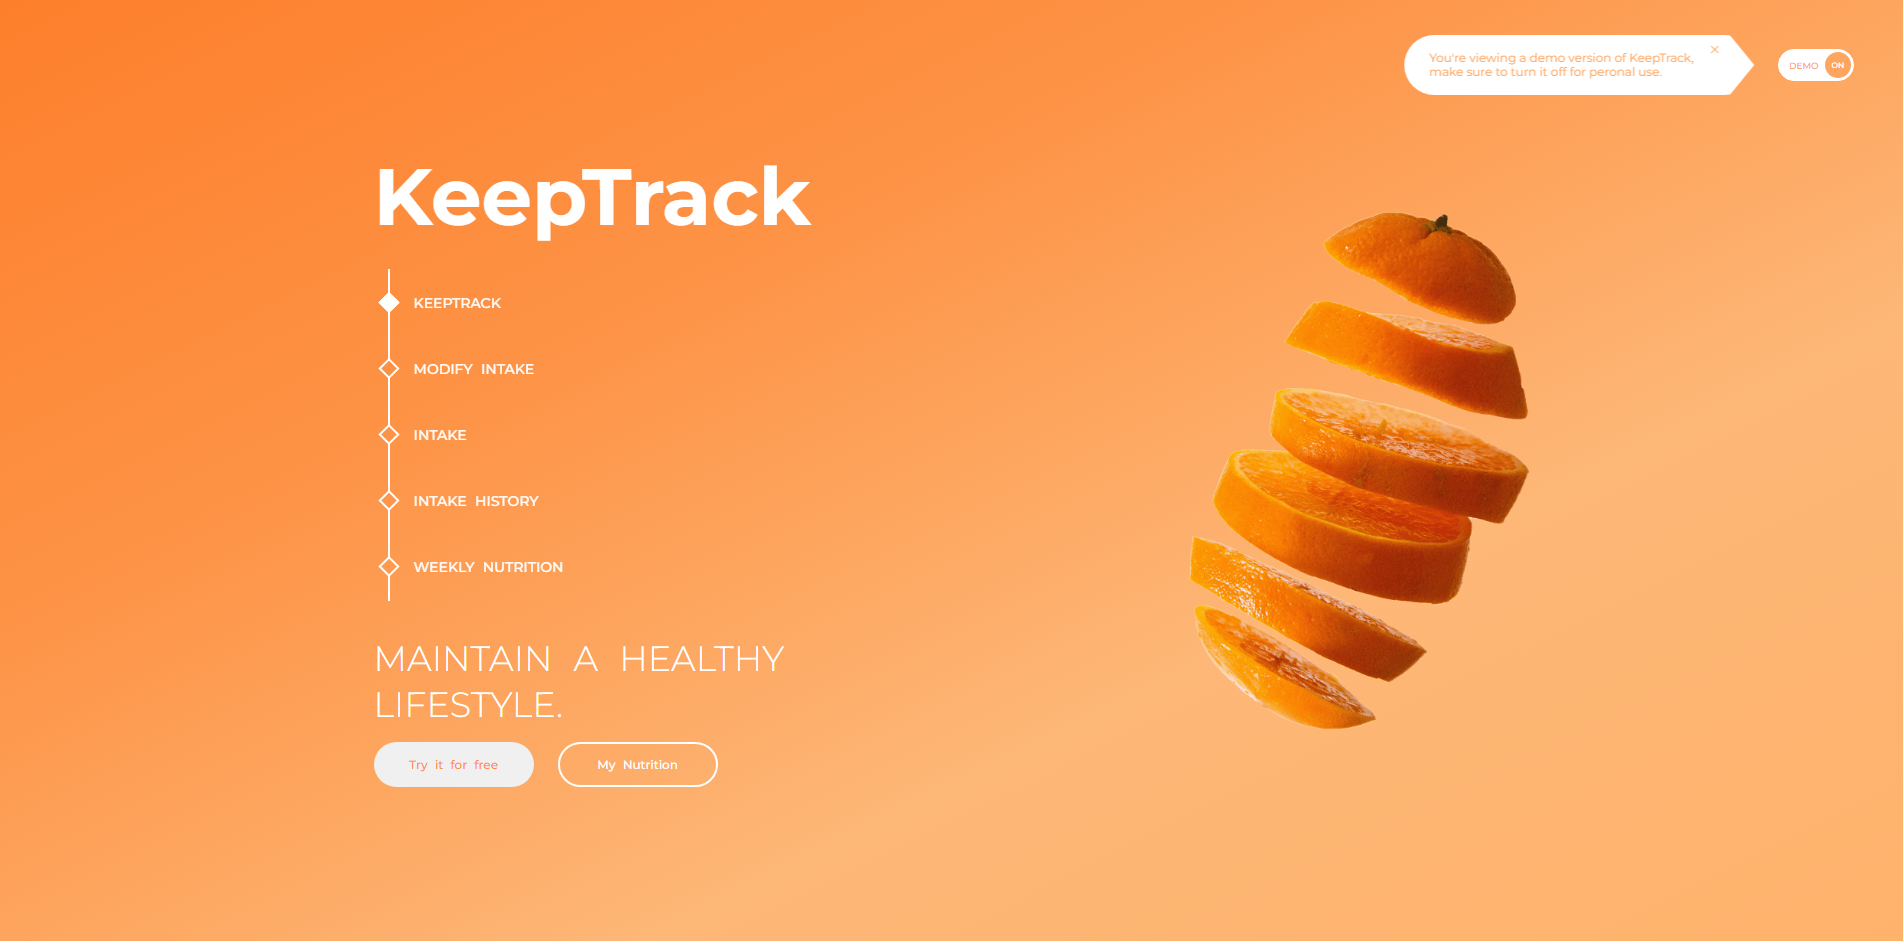 You're viewing a demo version of KeepTrack,
make sure to turn it off for peronal use.
DEMO ON
KeepTrack
KEEPTRACK
MODIFY INTAKE
INTAKE
INTAKE HISTORY
WEEKLY NUTRITION
MAINTAIN A HEALTHY
LIFESTYLE.
Try it for free
My Nutrition